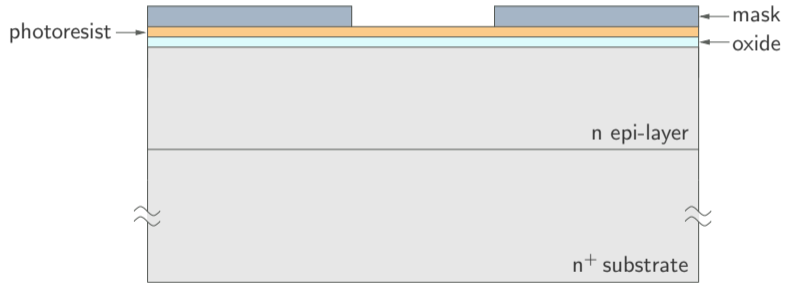 mask
photoresist
oxide
n epi-layer
n⁺ substrate